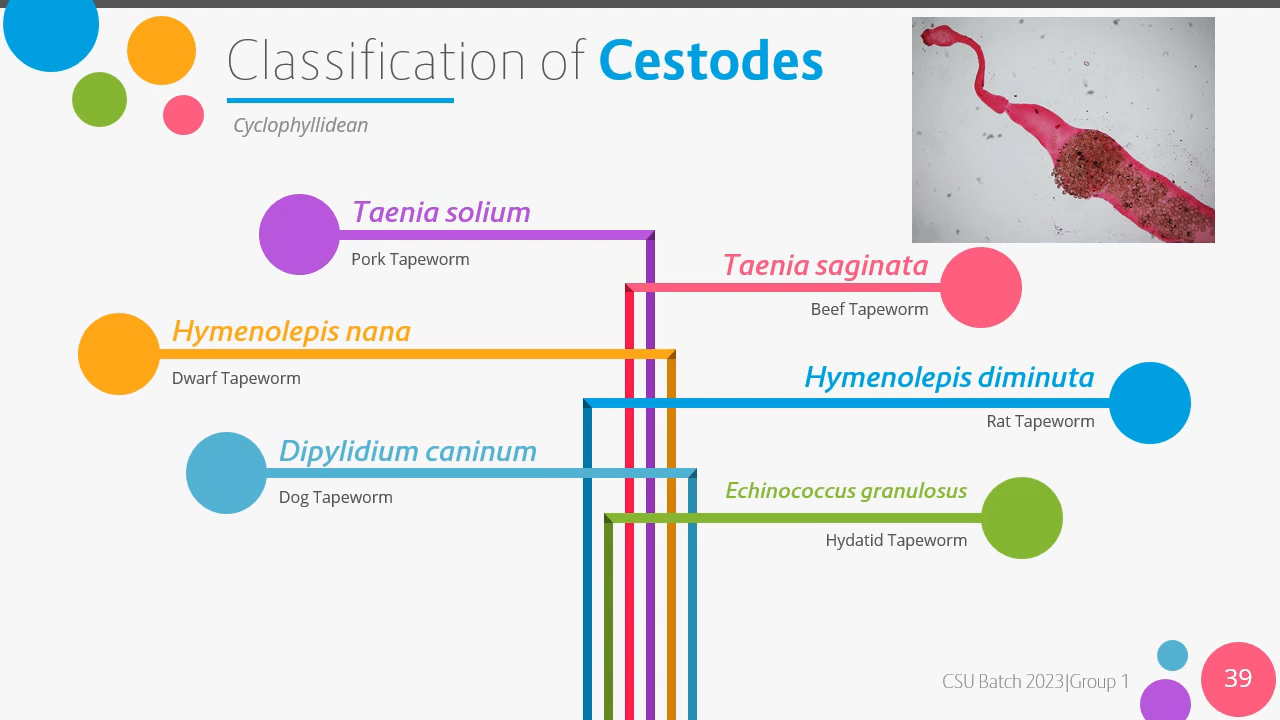 Classification of Cestodes
Cyclophyllidean
Taenia solium
Pork Tapeworm
Taenia saginata
Beef Tapeworm
Hymenolepis nana
Dwarf Tapeworm
Hymenolepis diminuta
Rat Tapeworm
Dipylidium caninum
Dog Tapeworm
Echinococcus granulosus
Hydatid Tapeworm
CSU Batch 2023|Group 1
39